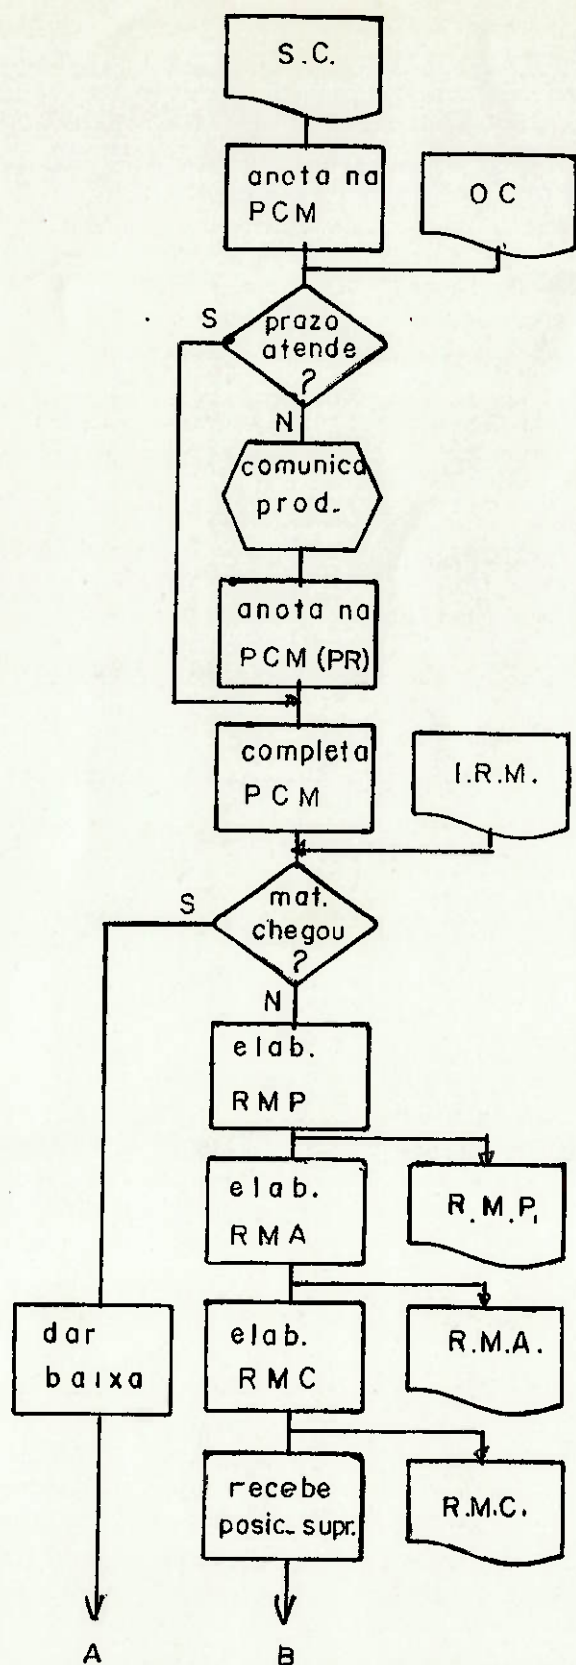 S.C.
anota na
PCM
OC
S
prazo
atende
?
N
comunica
prod.
anota na
PCM (PR)
completa
PCM
I.R.M.
S
mat.
chegou
?
N
elab.
RMP
elab.
RMA
R.M.P.
dar
baixa
elab.
RMC
R.M.A.
recebe
posic. supr.
R.M.C.
A
B